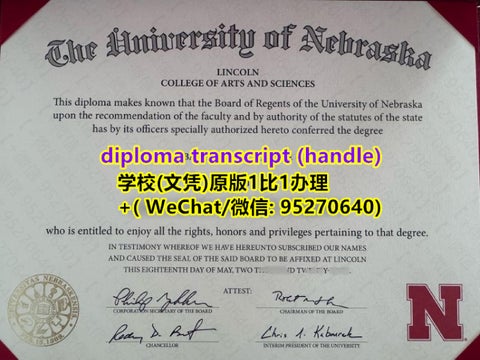 The University of Nebraska
LINCOLN
COLLEGE OF ARTS AND SCIENCES
This diploma makes known that the Board of Regents of the University of Nebraska
upon the recommendation of the faculty and by authority of the statutes of the state
has by its officers specially authorized hereto conferred the degree
diploma transcript (handle)
学校(文凭)原版1比1办理
+( WeChat/微信: 95270640)
who is entitled to enjoy all the rights, honors and privileges pertaining to that degree.
IN TESTIMONY WHEREOF WE HAVE HEREUNTO SUBSCRIBED OUR NAMES
AND CAUSED THE SEAL OF THE SAID BOARD TO BE AFFIXED AT LINCOLN
THIS EIGHTEENTH DAY OF MAY, TWO
ATTEST:
CORPORATION SECRETARY OF THE BOARD
CHAIRMAN OF THE BOARD
CHANCELLOR
INTERIM PRESIDENT OF THE UNIVERSITY
N